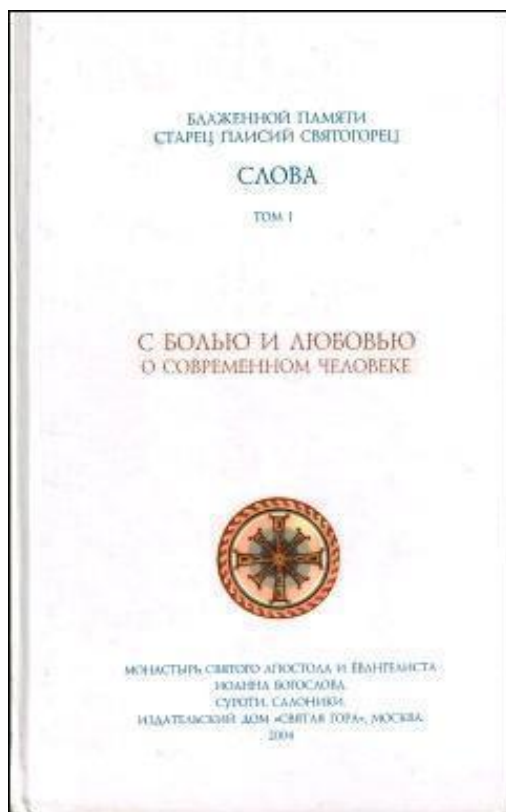 БЛАЖЕННОЙ ПАМЯТИ
СТАРЕЦ ПАИСИЙ СВЯТОГОРЕЦ
СЛОВА
ТОМ I
С БОЛЬЮ И ЛЮБОВЬЮ
О СОВРЕМЕННОМ ЧЕЛОВЕКЕ
МОНАСТЫРЬ СВЯТОГО АПОСТОЛА И ЕВАНГЕЛИСТА
ИОАННА БОГОСЛОВА.
СУРОТИ, САЛОНИКИ.
ИЗДАТЕЛЬСКИЙ ДОМ «СВЯТАЯ ГОРА», МОСКВА.
2004